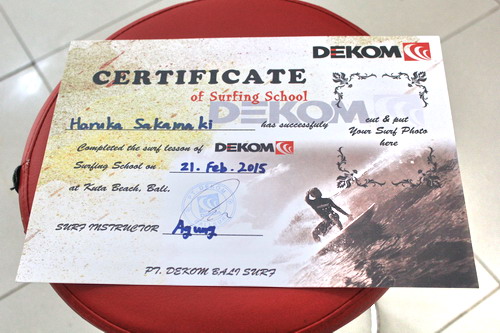 DEKOM
CERTIFICATE
of Surfing School
DEKOM
Haruka Sakamaki has successfully
Completed the surf lesson of DEKOM
Surfing School on 21. Feb. 2015
at Kuta Beach, Bali.
SURF INSTRUCTOR Agung
PT. DEKOM BALI SURF
cut & put
Your Surf Photo
here